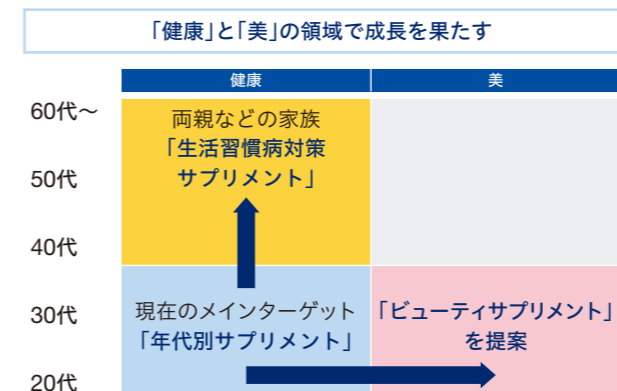 「健康」と「美」の領域で成長を果たす
健康
美
60代〜
50代
40代
30代
20代
両親などの家族
「生活習慣病対策
サプリメント」
現在のメインターゲット
「年代別サプリメント」
「ビューティサプリメント」
を提案